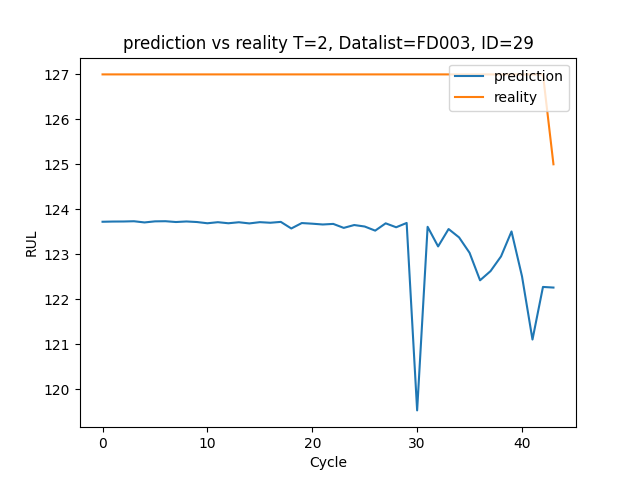 prediction vs reality T=2, Datalist=FD003, ID=29
127
126
125
124
123
122
121
120
RUL
prediction
reality
0 10 20 30 40
Cycle